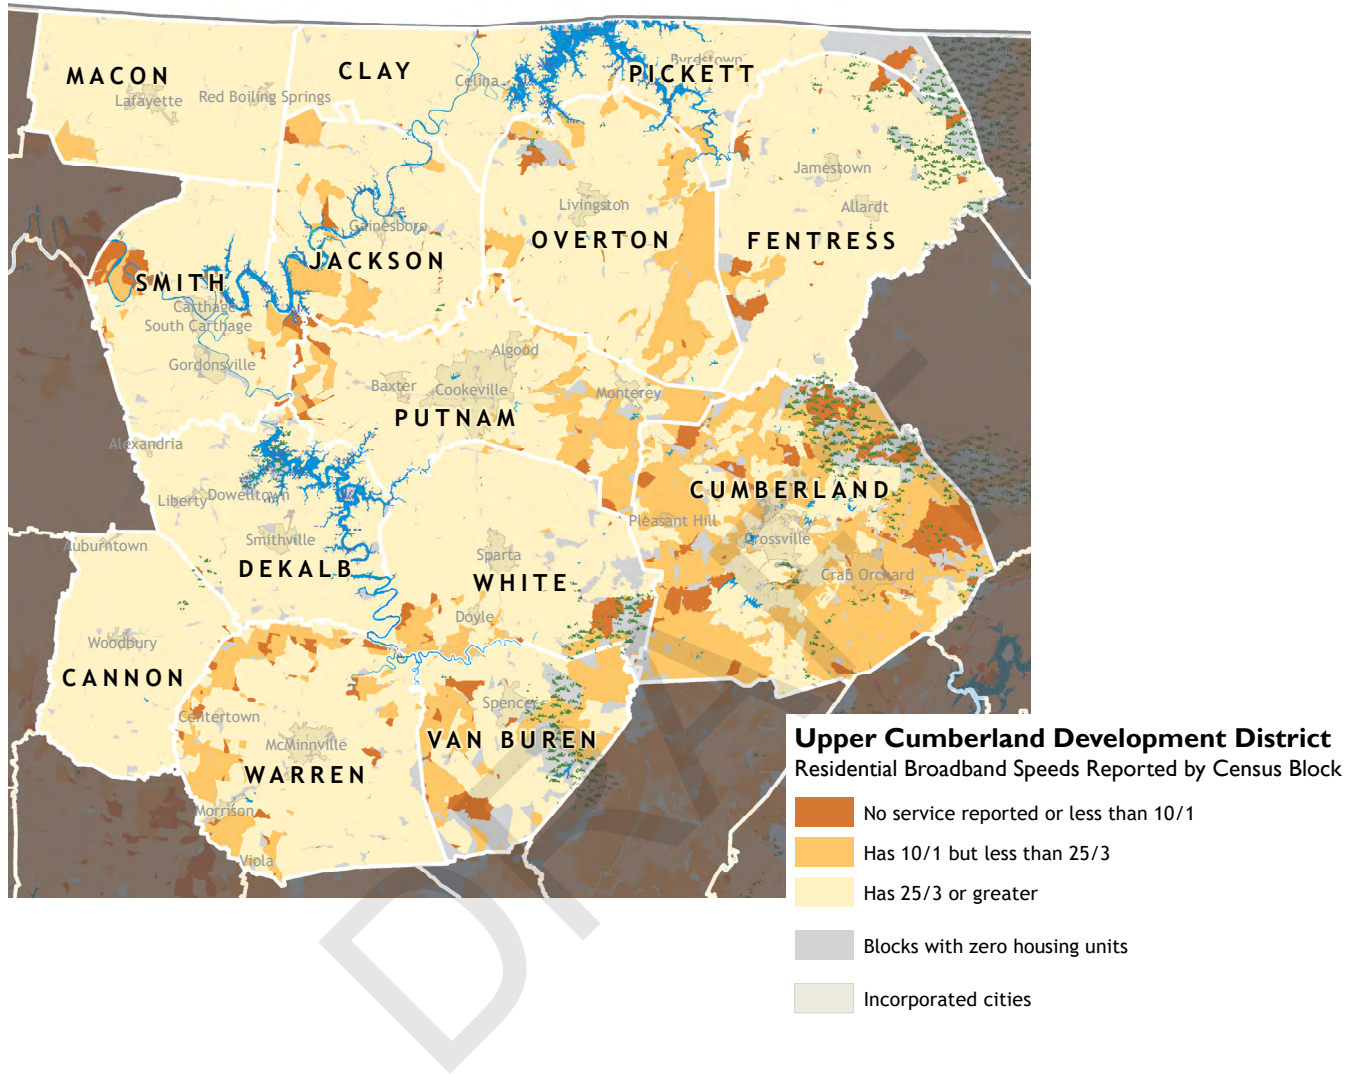 MACON
CLAY
PICKETT
Byrdstown
Celina
Lafayette
Red Boiling Springs
Jamestown
Livingston
Allardt
Gainesboro
OVERTON
FENTRESS
JACKSON
SMITH
Carthage
South Carthage
Algood
Gordonsville
Baxter
Cookeville
Monterey
PUTNAM
Alexandria
CUMBERLAND
Liberty
Dowelltown
Pleasant Hill
Smithville
Crossville
Auburntown
Sparta
DEKALB
WHITE
Crab Orchard
Doyle
Woodbury
CANNON
Spencer
Centertown
McMinnville
VAN BUREN
WARREN
Morrison
Viola
DRAFT
Upper Cumberland Development District
Residential Broadband Speeds Reported by Census Block
No service reported or less than 10/1
Has 10/1 but less than 25/3
Has 25/3 or greater
Blocks with zero housing units
Incorporated cities